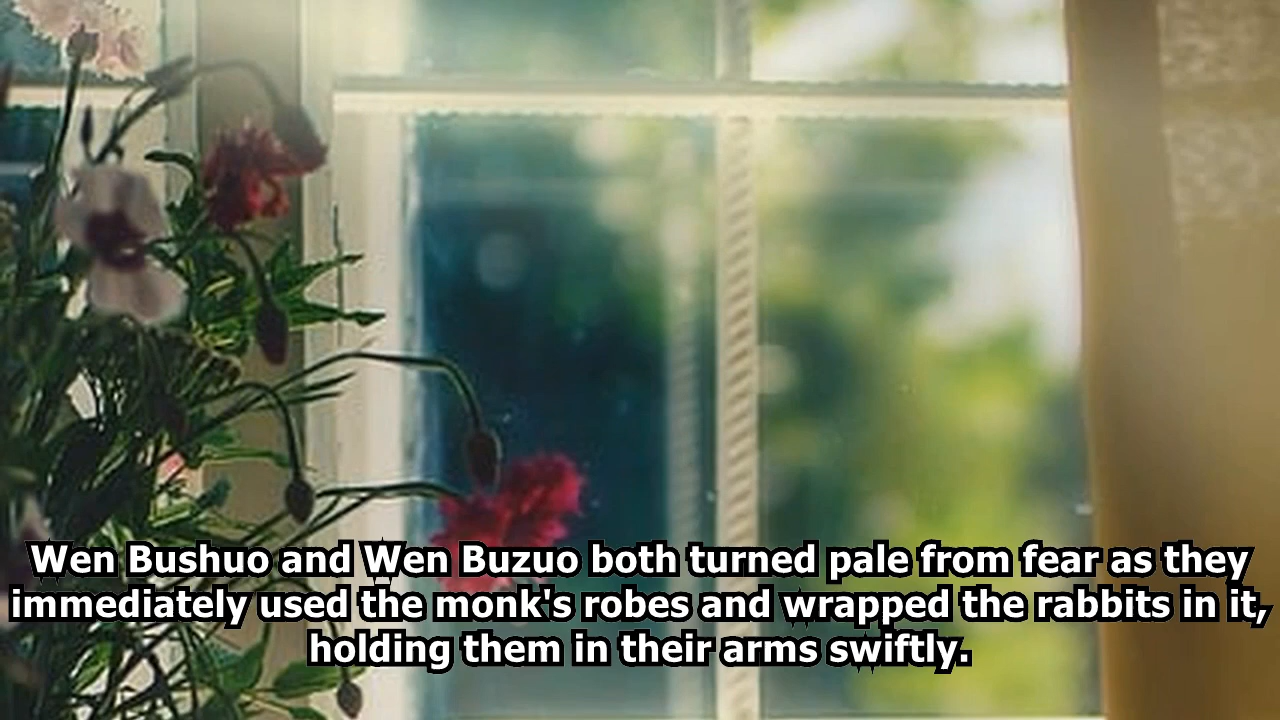 Wen Bushuo and Wen Buzuo both turned pale from fear as they
immediately used the monk's robes and wrapped the rabbits in it,
holding them in their arms swiftly.